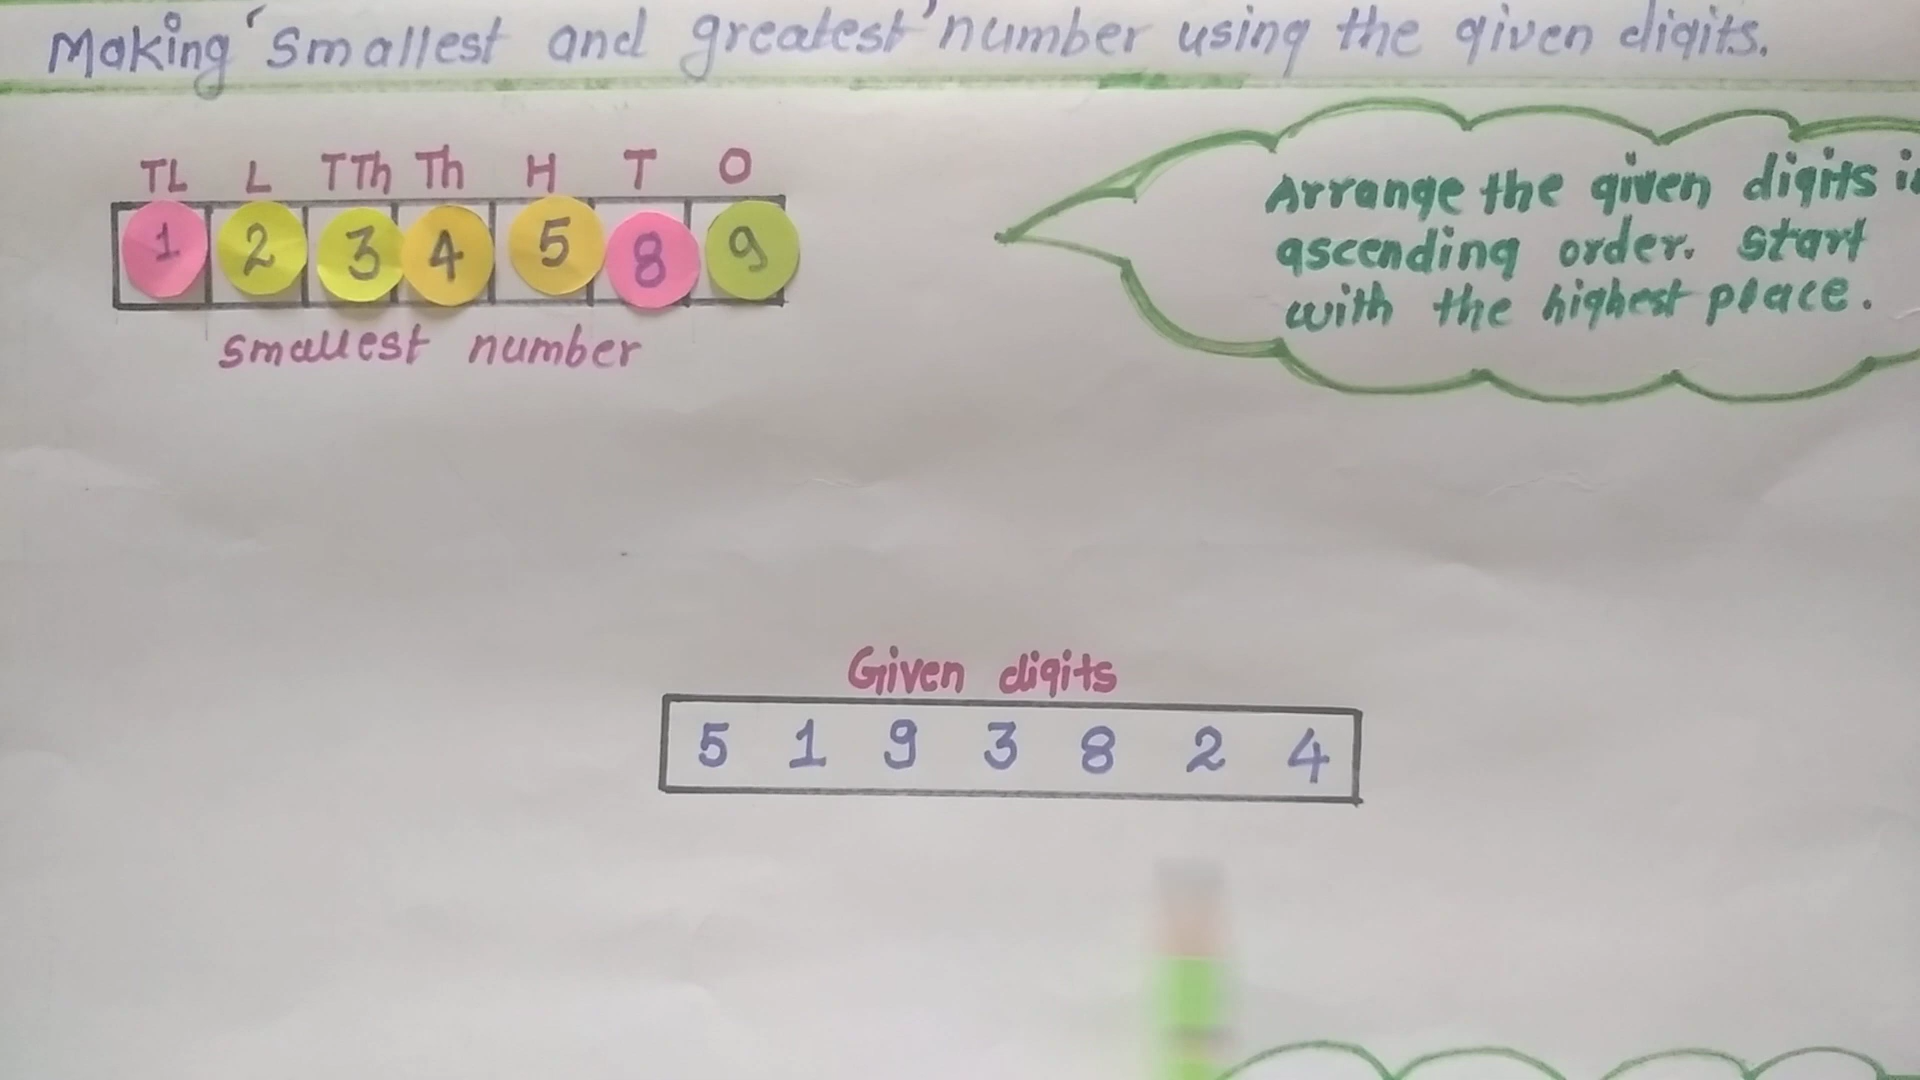 Making 'Smallest and greatest' number using the given digits.
TL L TTh Th H T O
1 2 3 4 5 8 9
smallest number
Arrange the given digits
ascending order. start
with the highest place.
Given digits
5 1 9 3 8 2 4